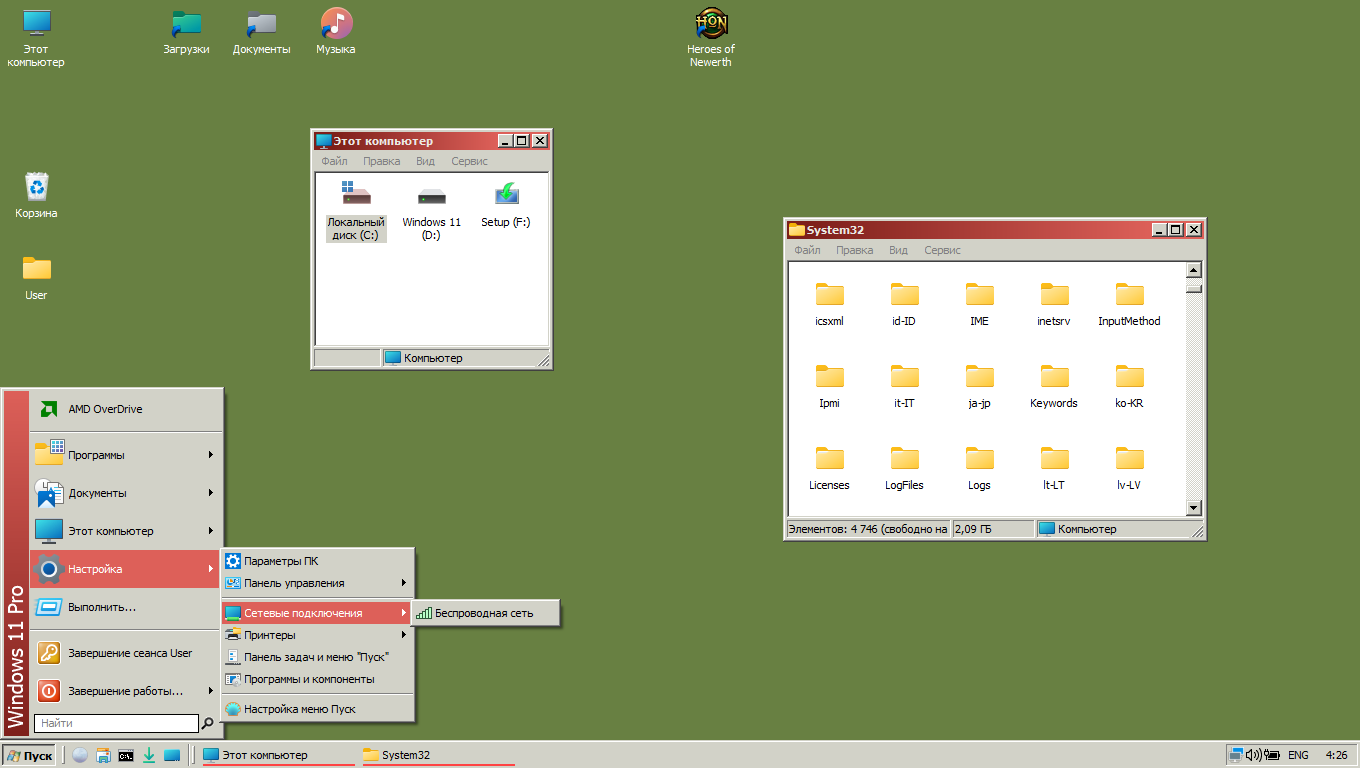 Этот
компьютер
Загрузки
Документы
Музыка
HON
Heroes of
Newerth
Корзина
User
Этот компьютер
Файл Правка Вид Сервис
Локальный
диск (C:)
Windows 11
(D:)
Setup (F:)
Компьютер
System32
Файл Правка Вид Сервис
icsxml id-ID IME inetsrv InputMethod
Ipmi it-IT ja-jp Keywords ko-KR
Licenses LogFiles Logs lt-LT lv-LV
Элементов: 4 746 (свободно на 2,09 ГБ Компьютер
Windows 11 Pro
AMD OverDrive
Программы
Документы
Этот компьютер
Настройка
Выполнить...
Завершение сеанса User
Завершение работы...
Найти
Параметры ПК
Панель управления
Сетевые подключения
Принтеры
Панель задач и меню "Пуск"
Программы и компоненты
Настройка меню Пуск
Беспроводная сеть
Пуск
C:\
Этот компьютер
System32
ENG 4:26